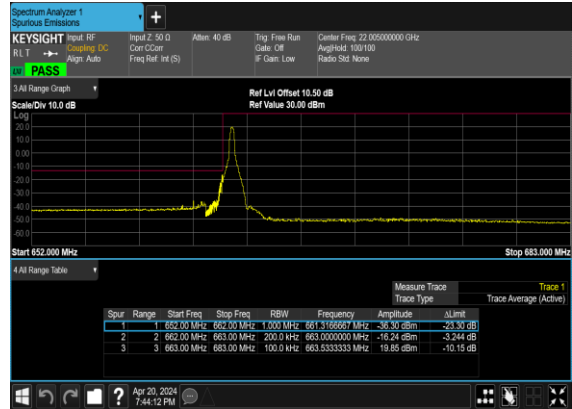 Spectrum Analyzer 1
Spurious Emissions
KEYSIGHT Input: RF Input Z: 50 Ω Atten: 40 dB Trig: Free Run Center Freq: 22.005000000 GHz
RLT Coupling: DC Corr CCorr Gate: Off Avg|Hold: 100/100
Align: Auto Freq Ref: Int (S) IF Gain: Low Radio Std: None
PASS
3 All Range Graph
Ref Lvl Offset 10.50 dB
Scale/Div 10.0 dB Ref Value 30.00 dBm
Log
20.0
10.0
0.00
-10.0
-20.0
-30.0
-40.0
-50.0
-60.0
Start 652.000 MHz Stop 683.000 MHz
4 All Range Table
Measure Trace Trace 1
Trace Type Trace Average (Active)
Spur Range Start Freq Stop Freq RBW Frequency Amplitude ΔLimit
1 1 652.00 MHz 662.00 MHz 1.000 MHz 661.3166667 MHz -36.30 dBm -23.30 dB
2 2 662.00 MHz 663.00 MHz 200.0 kHz 663.0000000 MHz -16.24 dBm -3.244 dB
3 3 663.00 MHz 683.00 MHz 100.0 kHz 663.5333333 MHz 19.85 dBm -10.15 dB
? Apr 20, 2024
7:44:12 PM